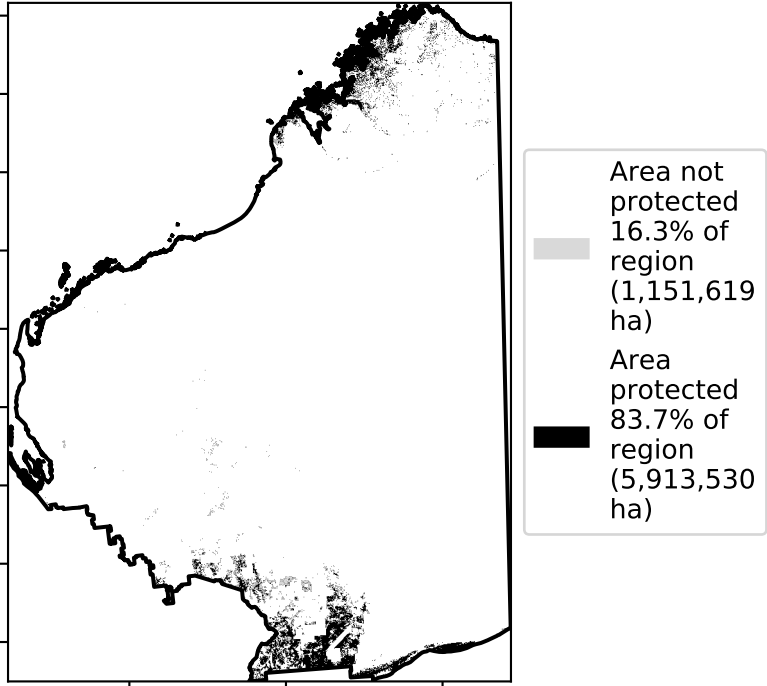 Area not
protected
16.3% of
region
(1,151,619
ha)
Area
protected
83.7% of
region
(5,913,530
ha)